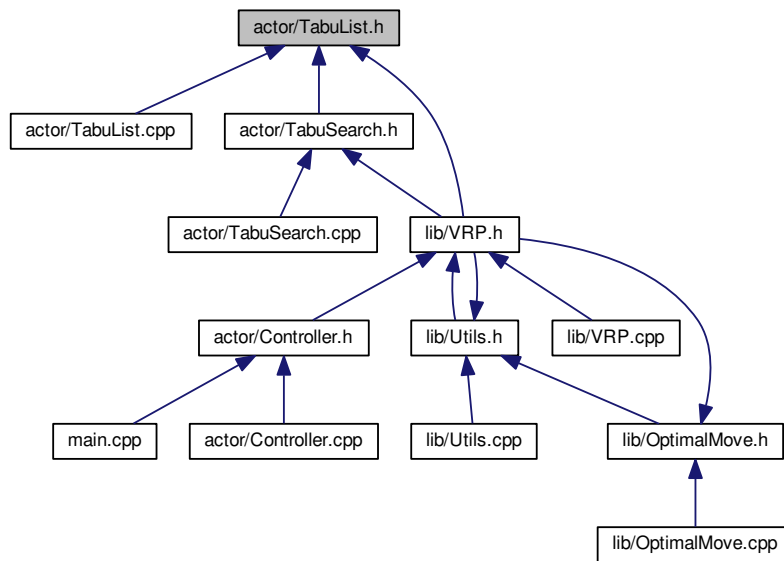 actor/TabuList.h
actor/TabuList.cpp
actor/TabuSearch.h
actor/TabuSearch.cpp
lib/VRP.h
actor/Controller.h
lib/Utils.h
lib/VRP.cpp
main.cpp
actor/Controller.cpp
lib/Utils.cpp
lib/OptimalMove.h
lib/OptimalMove.cpp